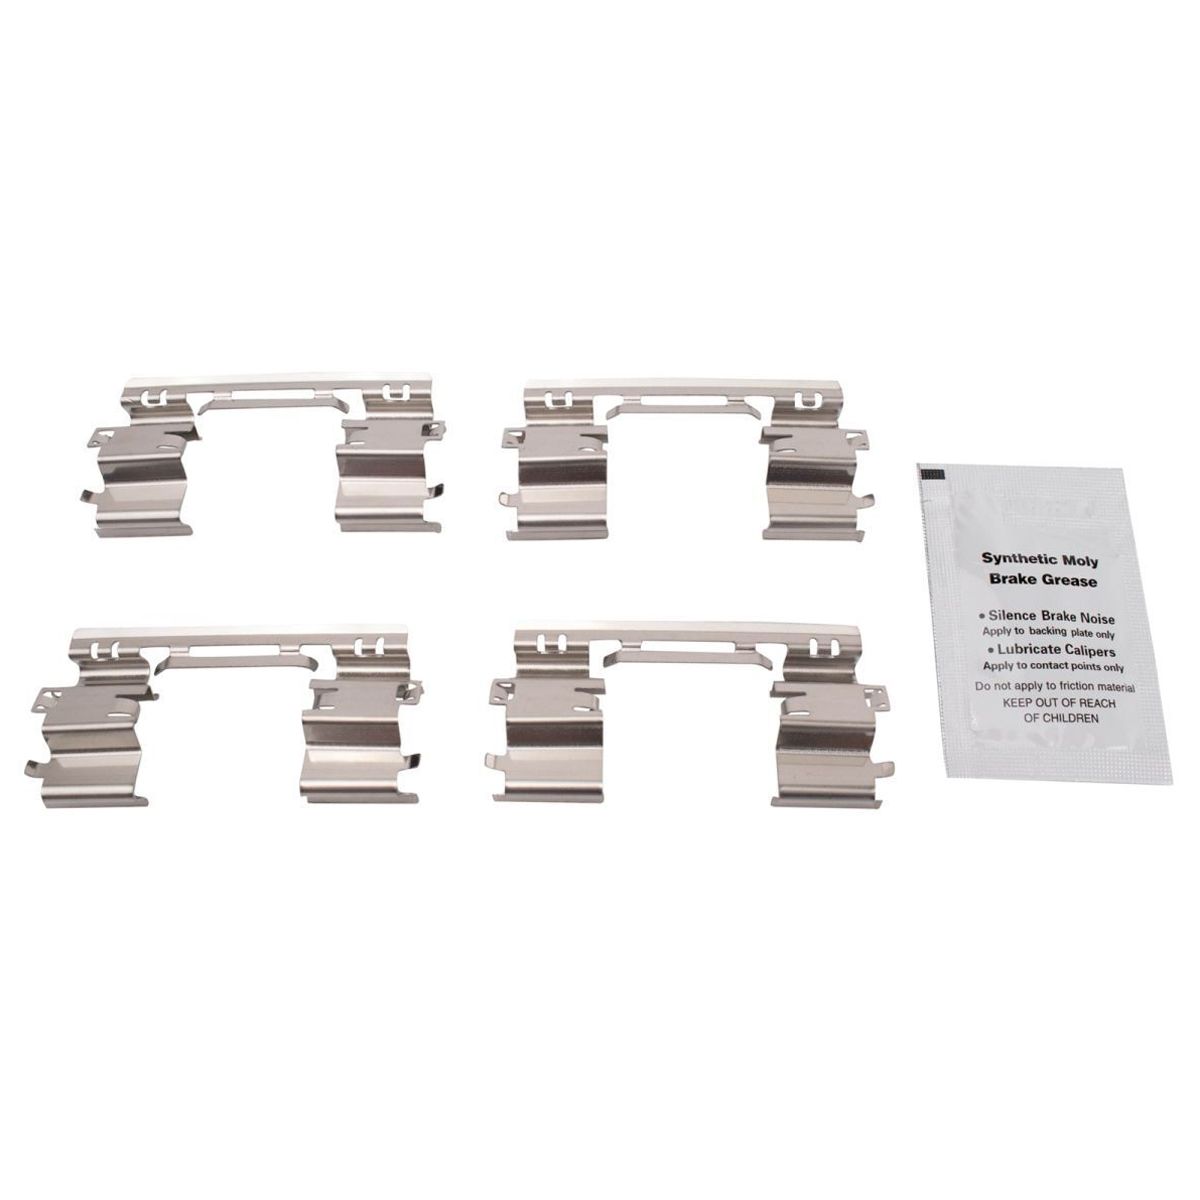 Synthetic Moly
Brake Grease
• Silence Brake Noise
Apply to backing plate only
• Lubricate Calipers
Apply to contact points only
Do not apply to friction material
KEEP OUT OF REACH
OF CHILDREN